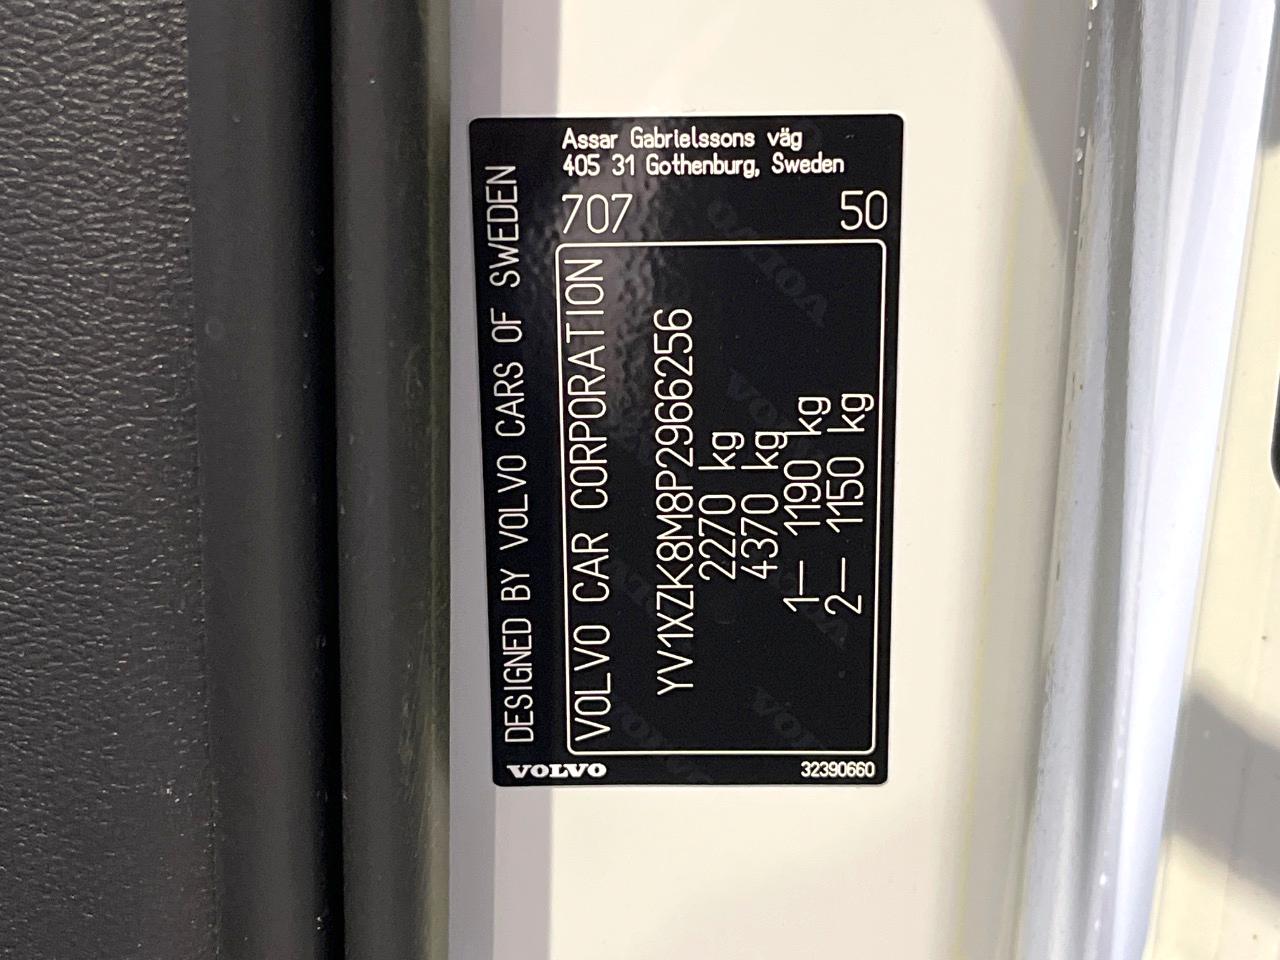 Assar Gabrielssons väg
405 31 Gothenburg, Sweden
707 50
DESIGNED BY VOLVO CARS OF SWEDEN
VOLVO CAR CORPORATION
YV1XZK8M8P2966256
2270 kg
4370 kg
1– 1190 kg
2– 1150 kg
VOLVO
32390660